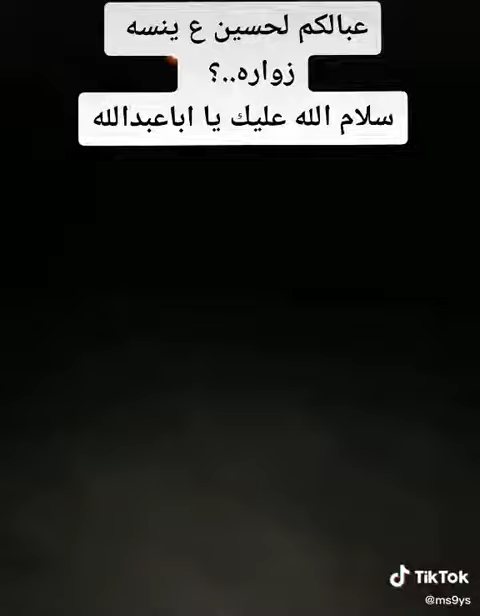 عبالكم لحسين ع ينسه
زواره..؟
سلام الله عليك يا اباعبدالله
TikTok
@ms9ys